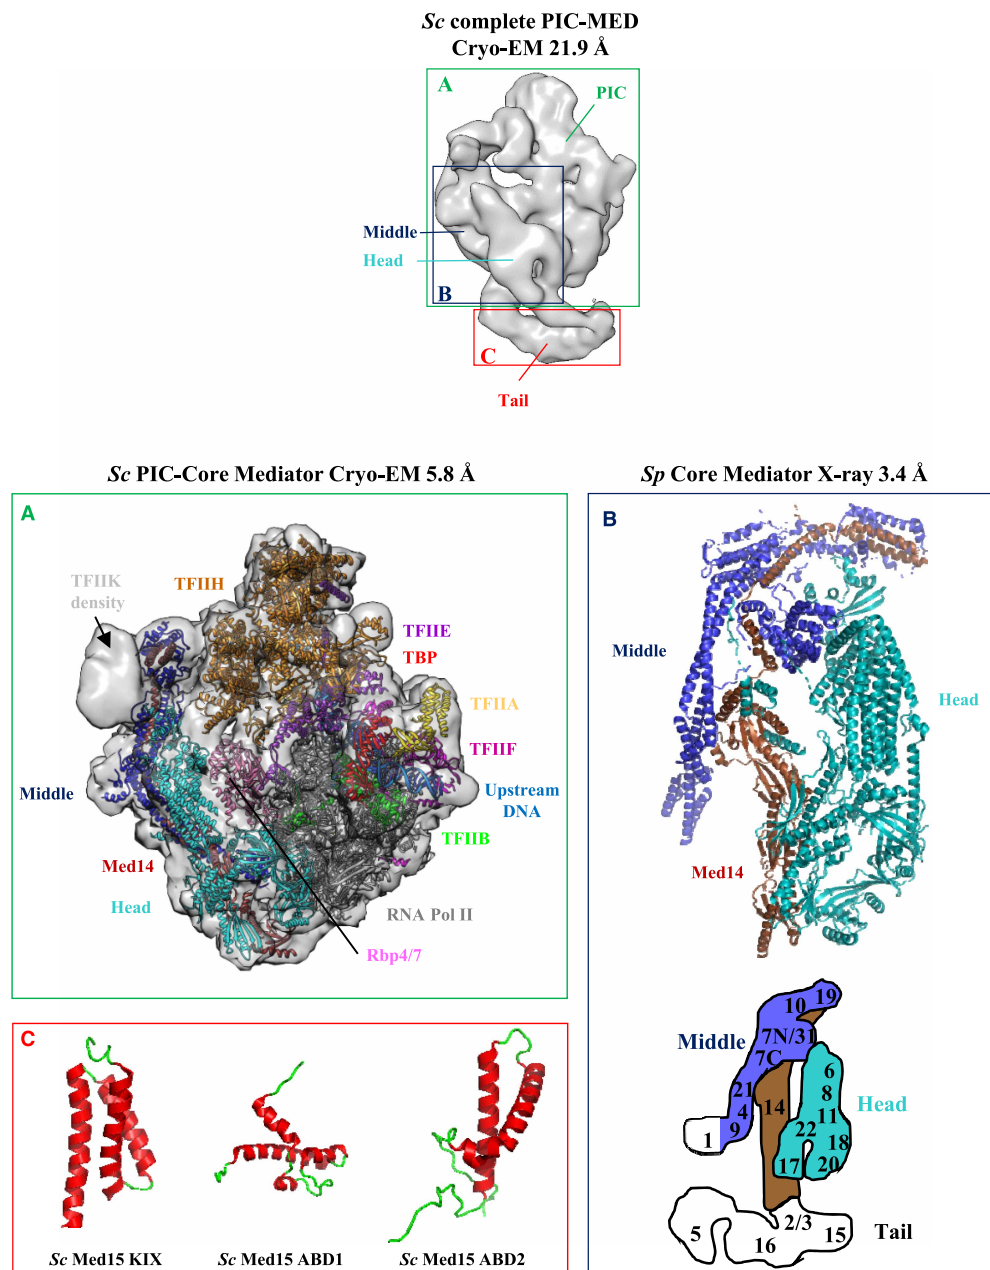 Sc complete PIC-MED
Cryo-EM 21.9 Å
A
PIC
Middle
Head
B
C
Tail
Sc PIC-Core Mediator Cryo-EM 5.8 Å
A
TFIIK
density
TFIIH
TFIIE
TBP
TFIIA
TFIIF
Upstream
DNA
TFIIB
Middle
Med14
Head
RNA Pol II
Rbp4/7
Sp Core Mediator X-ray 3.4 Å
B
Middle
Head
Med14
Middle
19
10
7N/31
7C
6
8
11
21
4
9
14
22
18
17
20
1
Head
5
2/3
16
15
Tail
C
Sc Med15 KIX
Sc Med15 ABD1
Sc Med15 ABD2